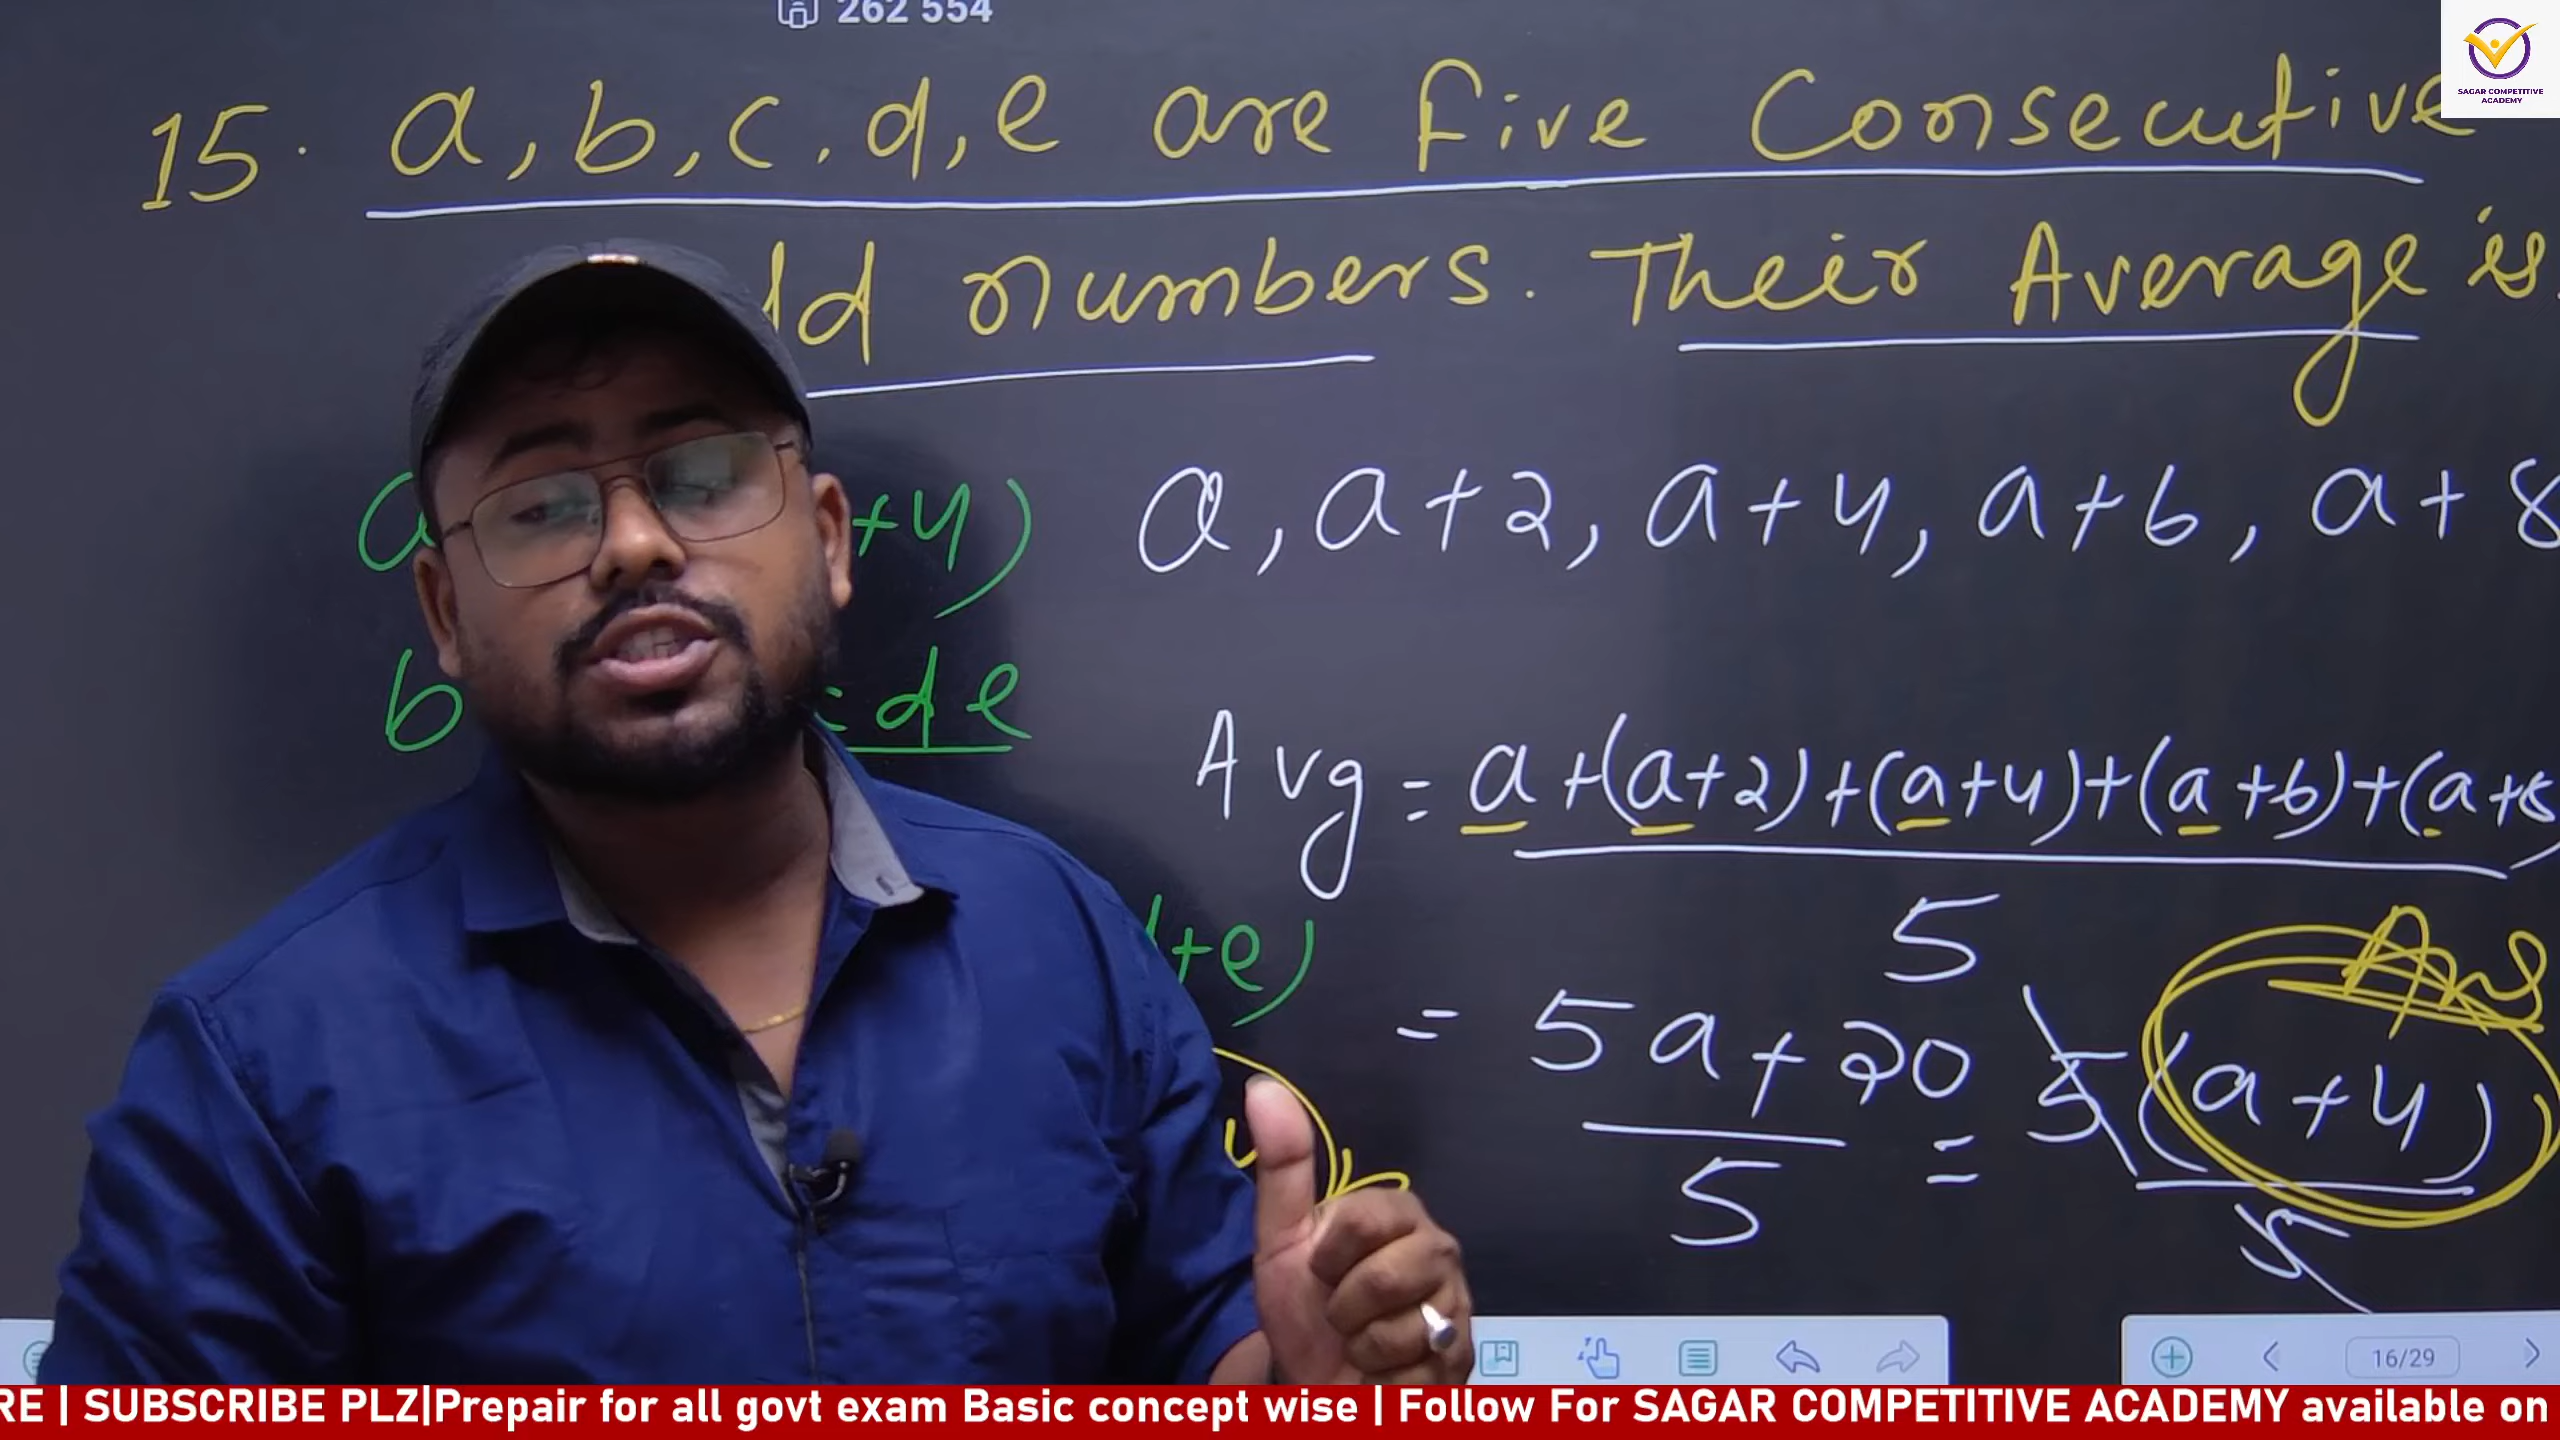 262 554
SAGAR COMPETITIVE
ACADEMY
15. a, b, c, d, e are five Consecutive
numbers. Their Average is
+4)
a, a+2, a+4, a+6, a+8
b
cde
Avg = a+(a+2)+(a+4)+(a+6)+(a+8)
5
+e)
= 5a+20 = 5(a+4) Ans
5 5
16/29
RE | SUBSCRIBE PLZ|Prepair for all govt exam Basic concept wise | Follow For SAGAR COMPETITIVE ACADEMY available on